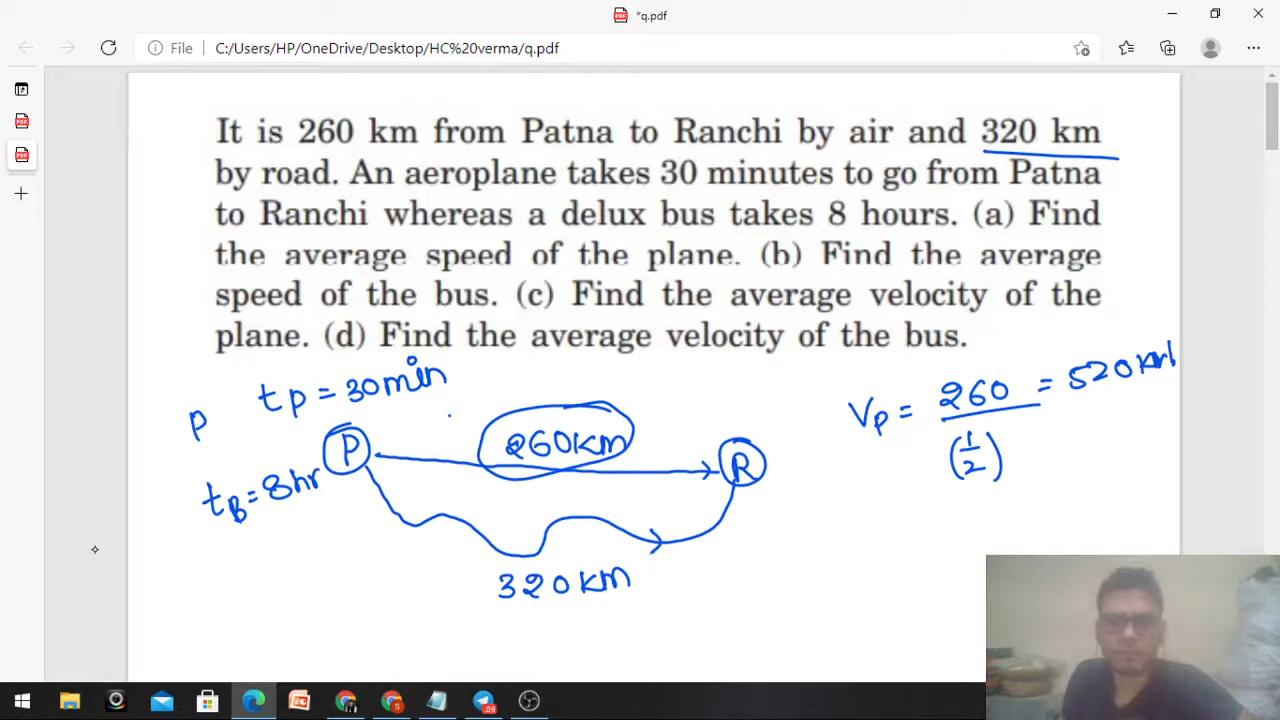 *q.pdf
File C:/Users/HP/OneDrive/Desktop/HC%20verma/q.pdf
It is 260 km from Patna to Ranchi by air and 320 km
by road. An aeroplane takes 30 minutes to go from Patna
to Ranchi whereas a delux bus takes 8 hours. (a) Find
the average speed of the plane. (b) Find the average
speed of the bus. (c) Find the average velocity of the
plane. (d) Find the average velocity of the bus.
P tp = 30min
Vp = 260/(1/2) = 520
P 260km R
tB = 8hr
320km